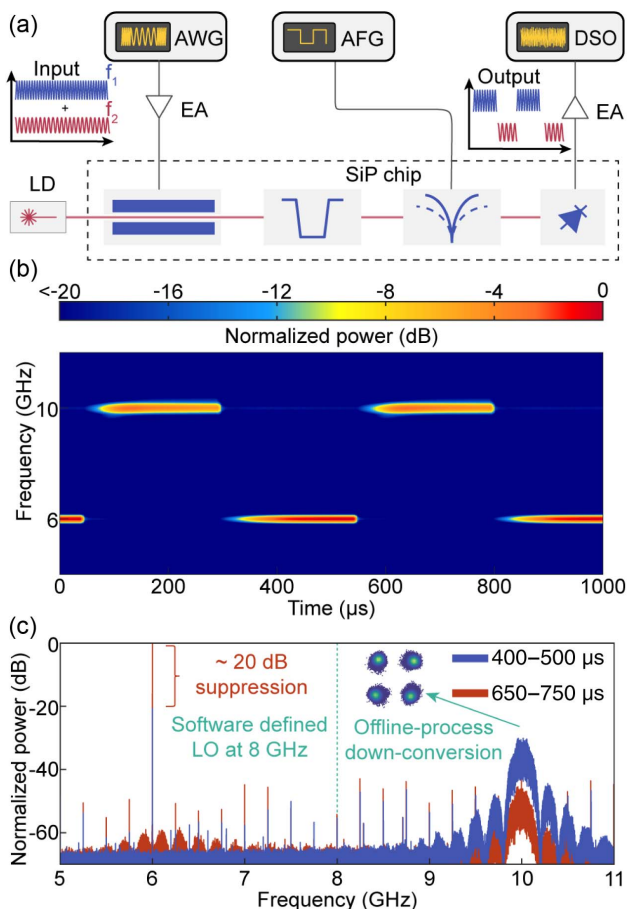 (a)
AWG
AFG
DSO
Input
f1
+
f2
EA
Output
EA
SiP chip
LD
(b)
<-20 -16 -12 -8 -4 0
Normalized power (dB)
Frequency (GHz)
10
6
0 200 400 600 800 1000
Time (µs)
(c)
Normalized power (dB)
0
-20
-40
-60
~ 20 dB
suppression
Software defined
LO at 8 GHz
400–500 µs
650–750 µs
Offline-process
down-conversion
5 6 7 8 9 10 11
Frequency (GHz)